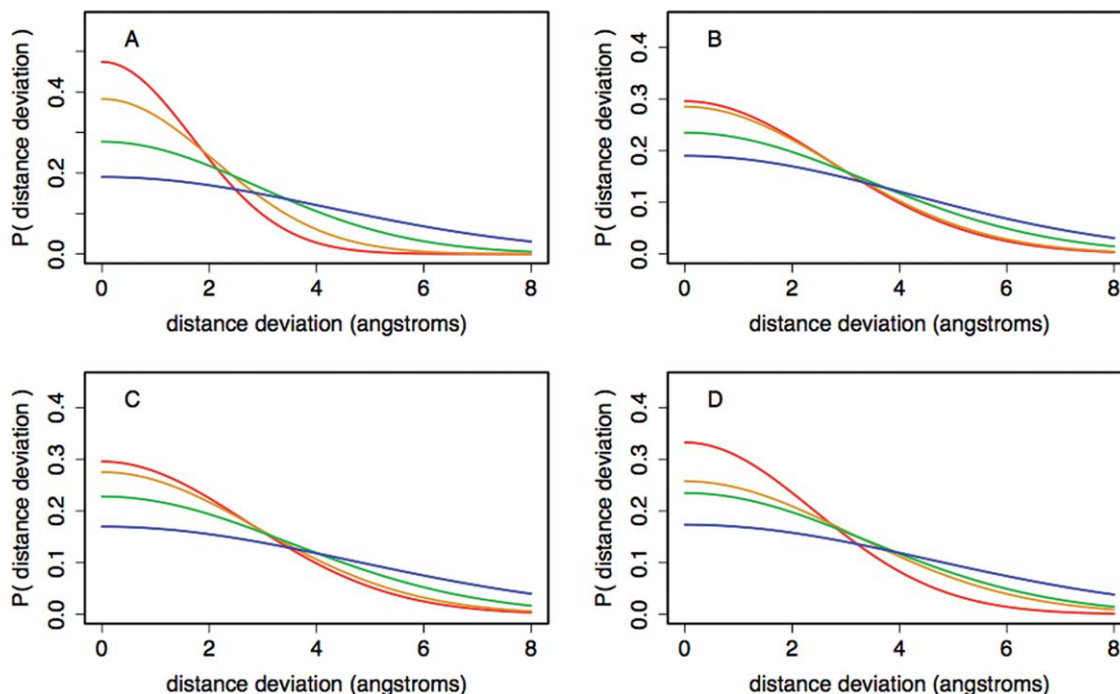 A
P( distance deviation )
0.0 0.2 0.4
0 2 4 6 8
distance deviation (angstroms)
B
P( distance deviation )
0.0 0.1 0.2 0.3 0.4
0 2 4 6 8
distance deviation (angstroms)
C
P( distance deviation )
0.0 0.1 0.2 0.3 0.4
0 2 4 6 8
distance deviation (angstroms)
D
P( distance deviation )
0.0 0.1 0.2 0.3 0.4
0 2 4 6 8
distance deviation (angstroms)